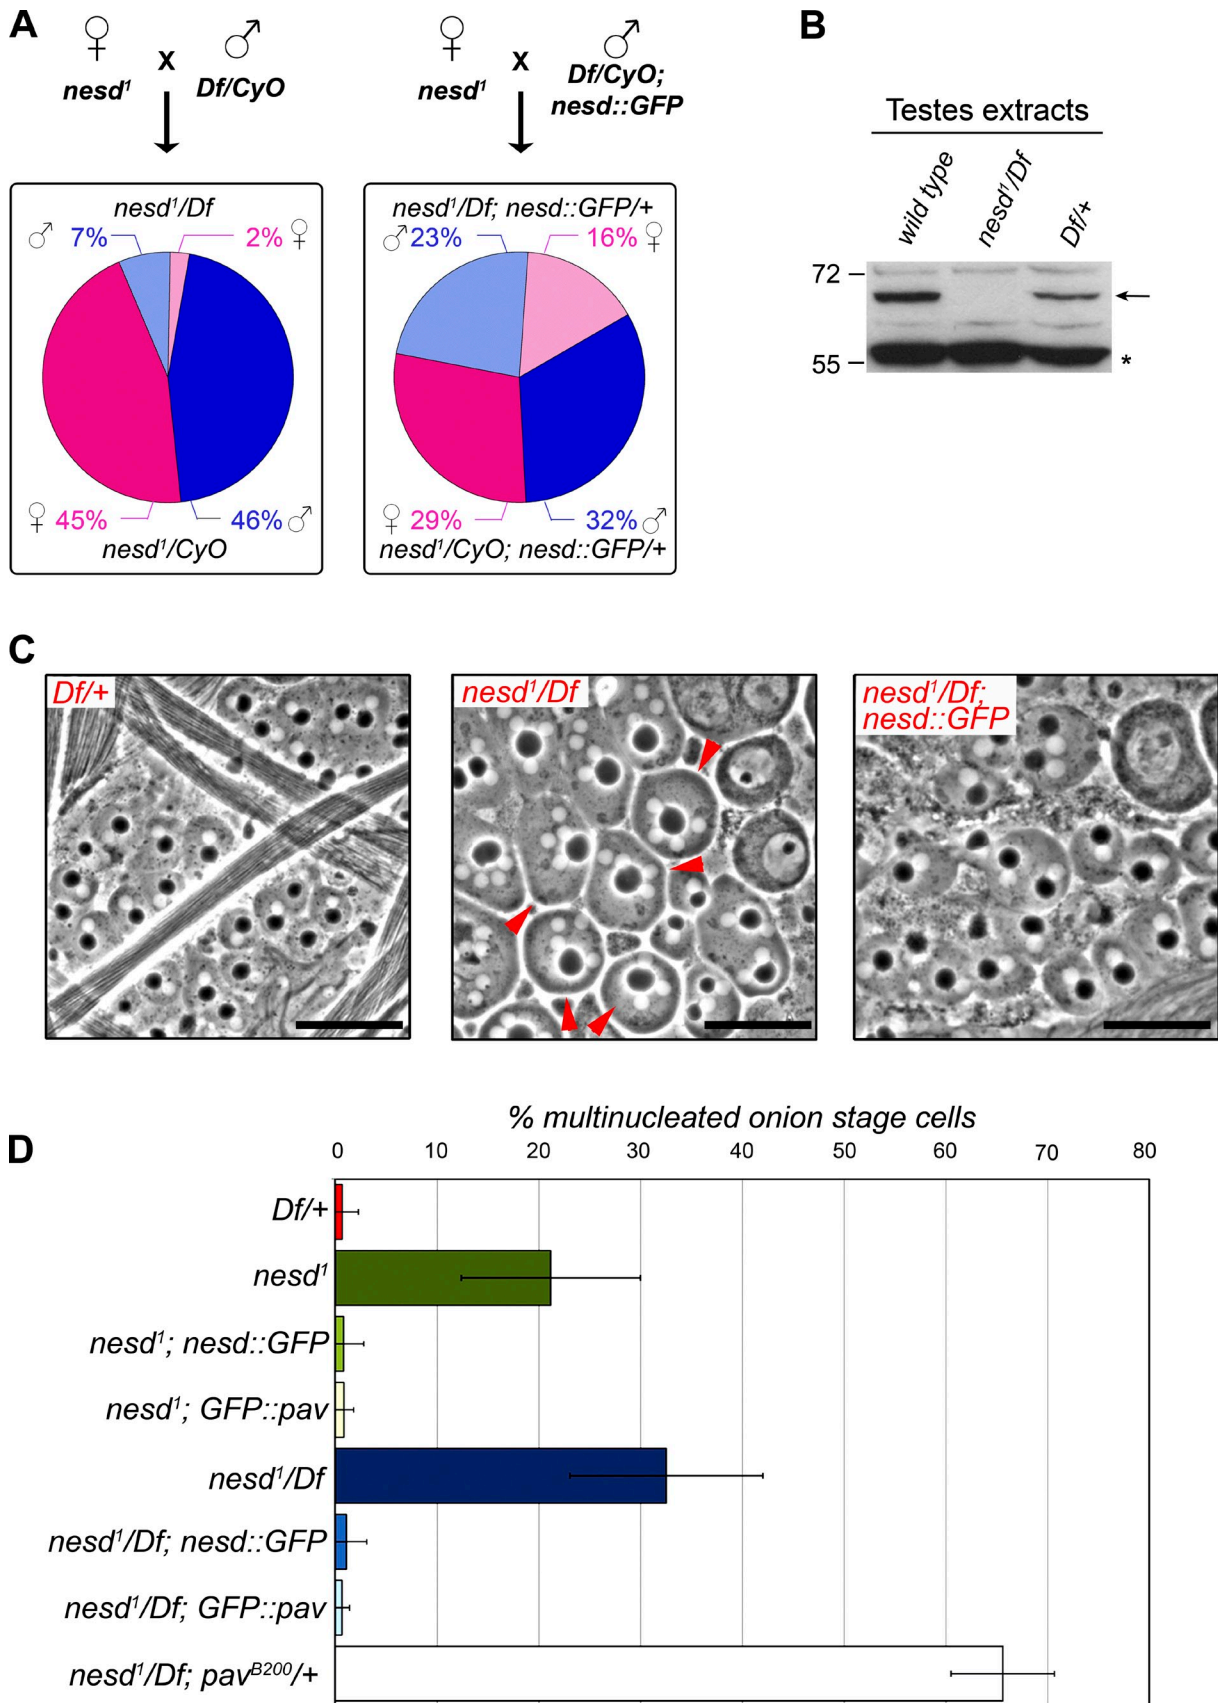 A
♀ X ♂
nesd¹ Df/CyO
nesd¹/Df
♂ 7% 2% ♀
♀ 45% 46% ♂
nesd¹/CyO
♀ X ♂
nesd¹ Df/CyO;
nesd::GFP
nesd¹/Df; nesd::GFP/+
♂ 23% 16% ♀
♀ 29% 32% ♂
nesd¹/CyO; nesd::GFP/+
B
Testes extracts
wild type
nesd¹/Df
Df/+
72
55
*
C
Df/+
nesd¹/Df
nesd¹/Df;
nesd::GFP
D
% multinucleated onion stage cells
0 10 20 30 40 50 60 70 80
Df/+
nesd¹
nesd¹; nesd::GFP
nesd¹; GFP::pav
nesd¹/Df
nesd¹/Df; nesd::GFP
nesd¹/Df; GFP::pav
nesd¹/Df; pavᴮ²⁰⁰/+